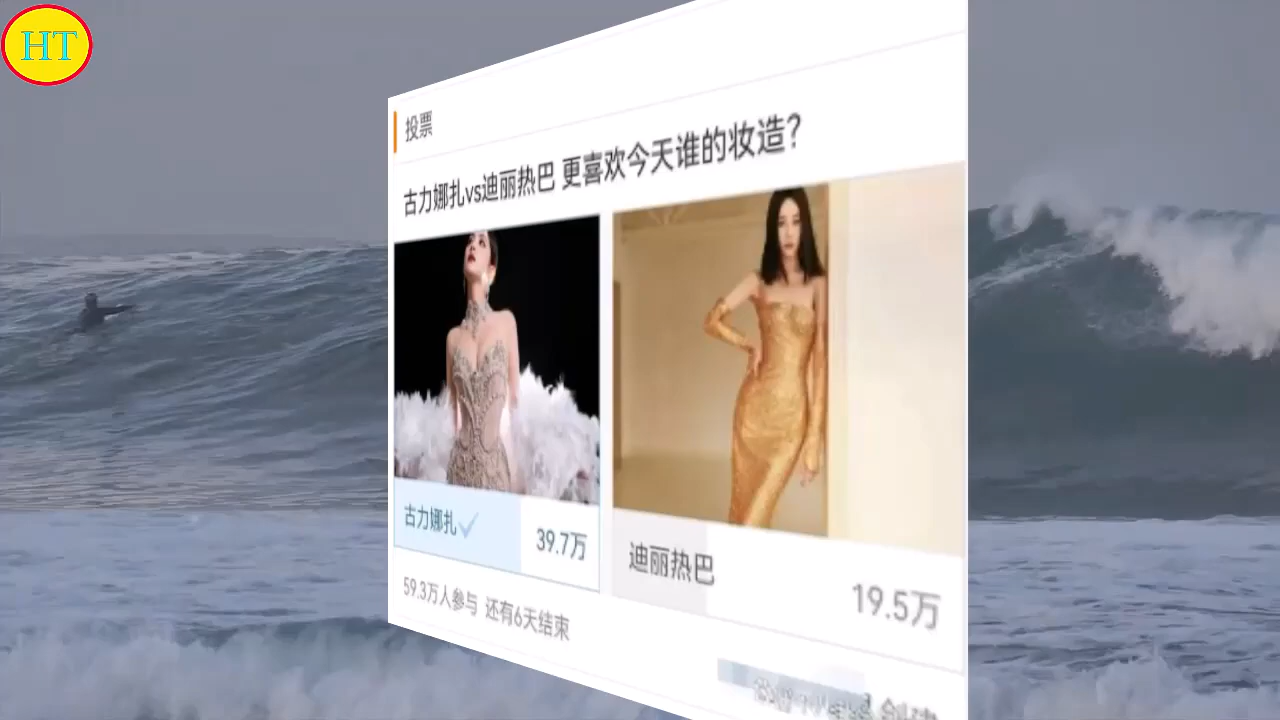 HT
投票
古力娜扎vs迪丽热巴 更喜欢今天谁的妆造?
古力娜扎
39.7万
迪丽热巴
19.5万
59.3万人参与 还有6天结束